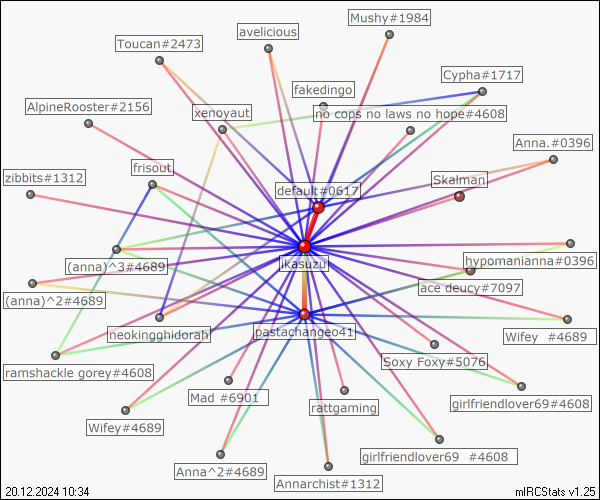 Mushy#1984
avelicious
Toucan#2473
Cypha#1717
fakedingo
AlpineRooster#2156
xenoyaut
no cops no laws no hope#4608
Anna.#0396
frisout
zibbits#1312
Skalman
default#0617
hypomanianna#0396
jikasuzu
(anna)^3#4689
ace deucy#7097
(anna)^2#4689
neokingghidorah
pastachangeo41
Wifey #4689
Soxy Foxy#5076
ramshackle gorey#4608
Mad #6901
rattgaming
girlfriendlover69#4608
Wifey#4689
girlfriendlover69 #4608
Anna^2#4689
Annarchist#1312
20.12.2024 10:34
mIRCStats v1.25